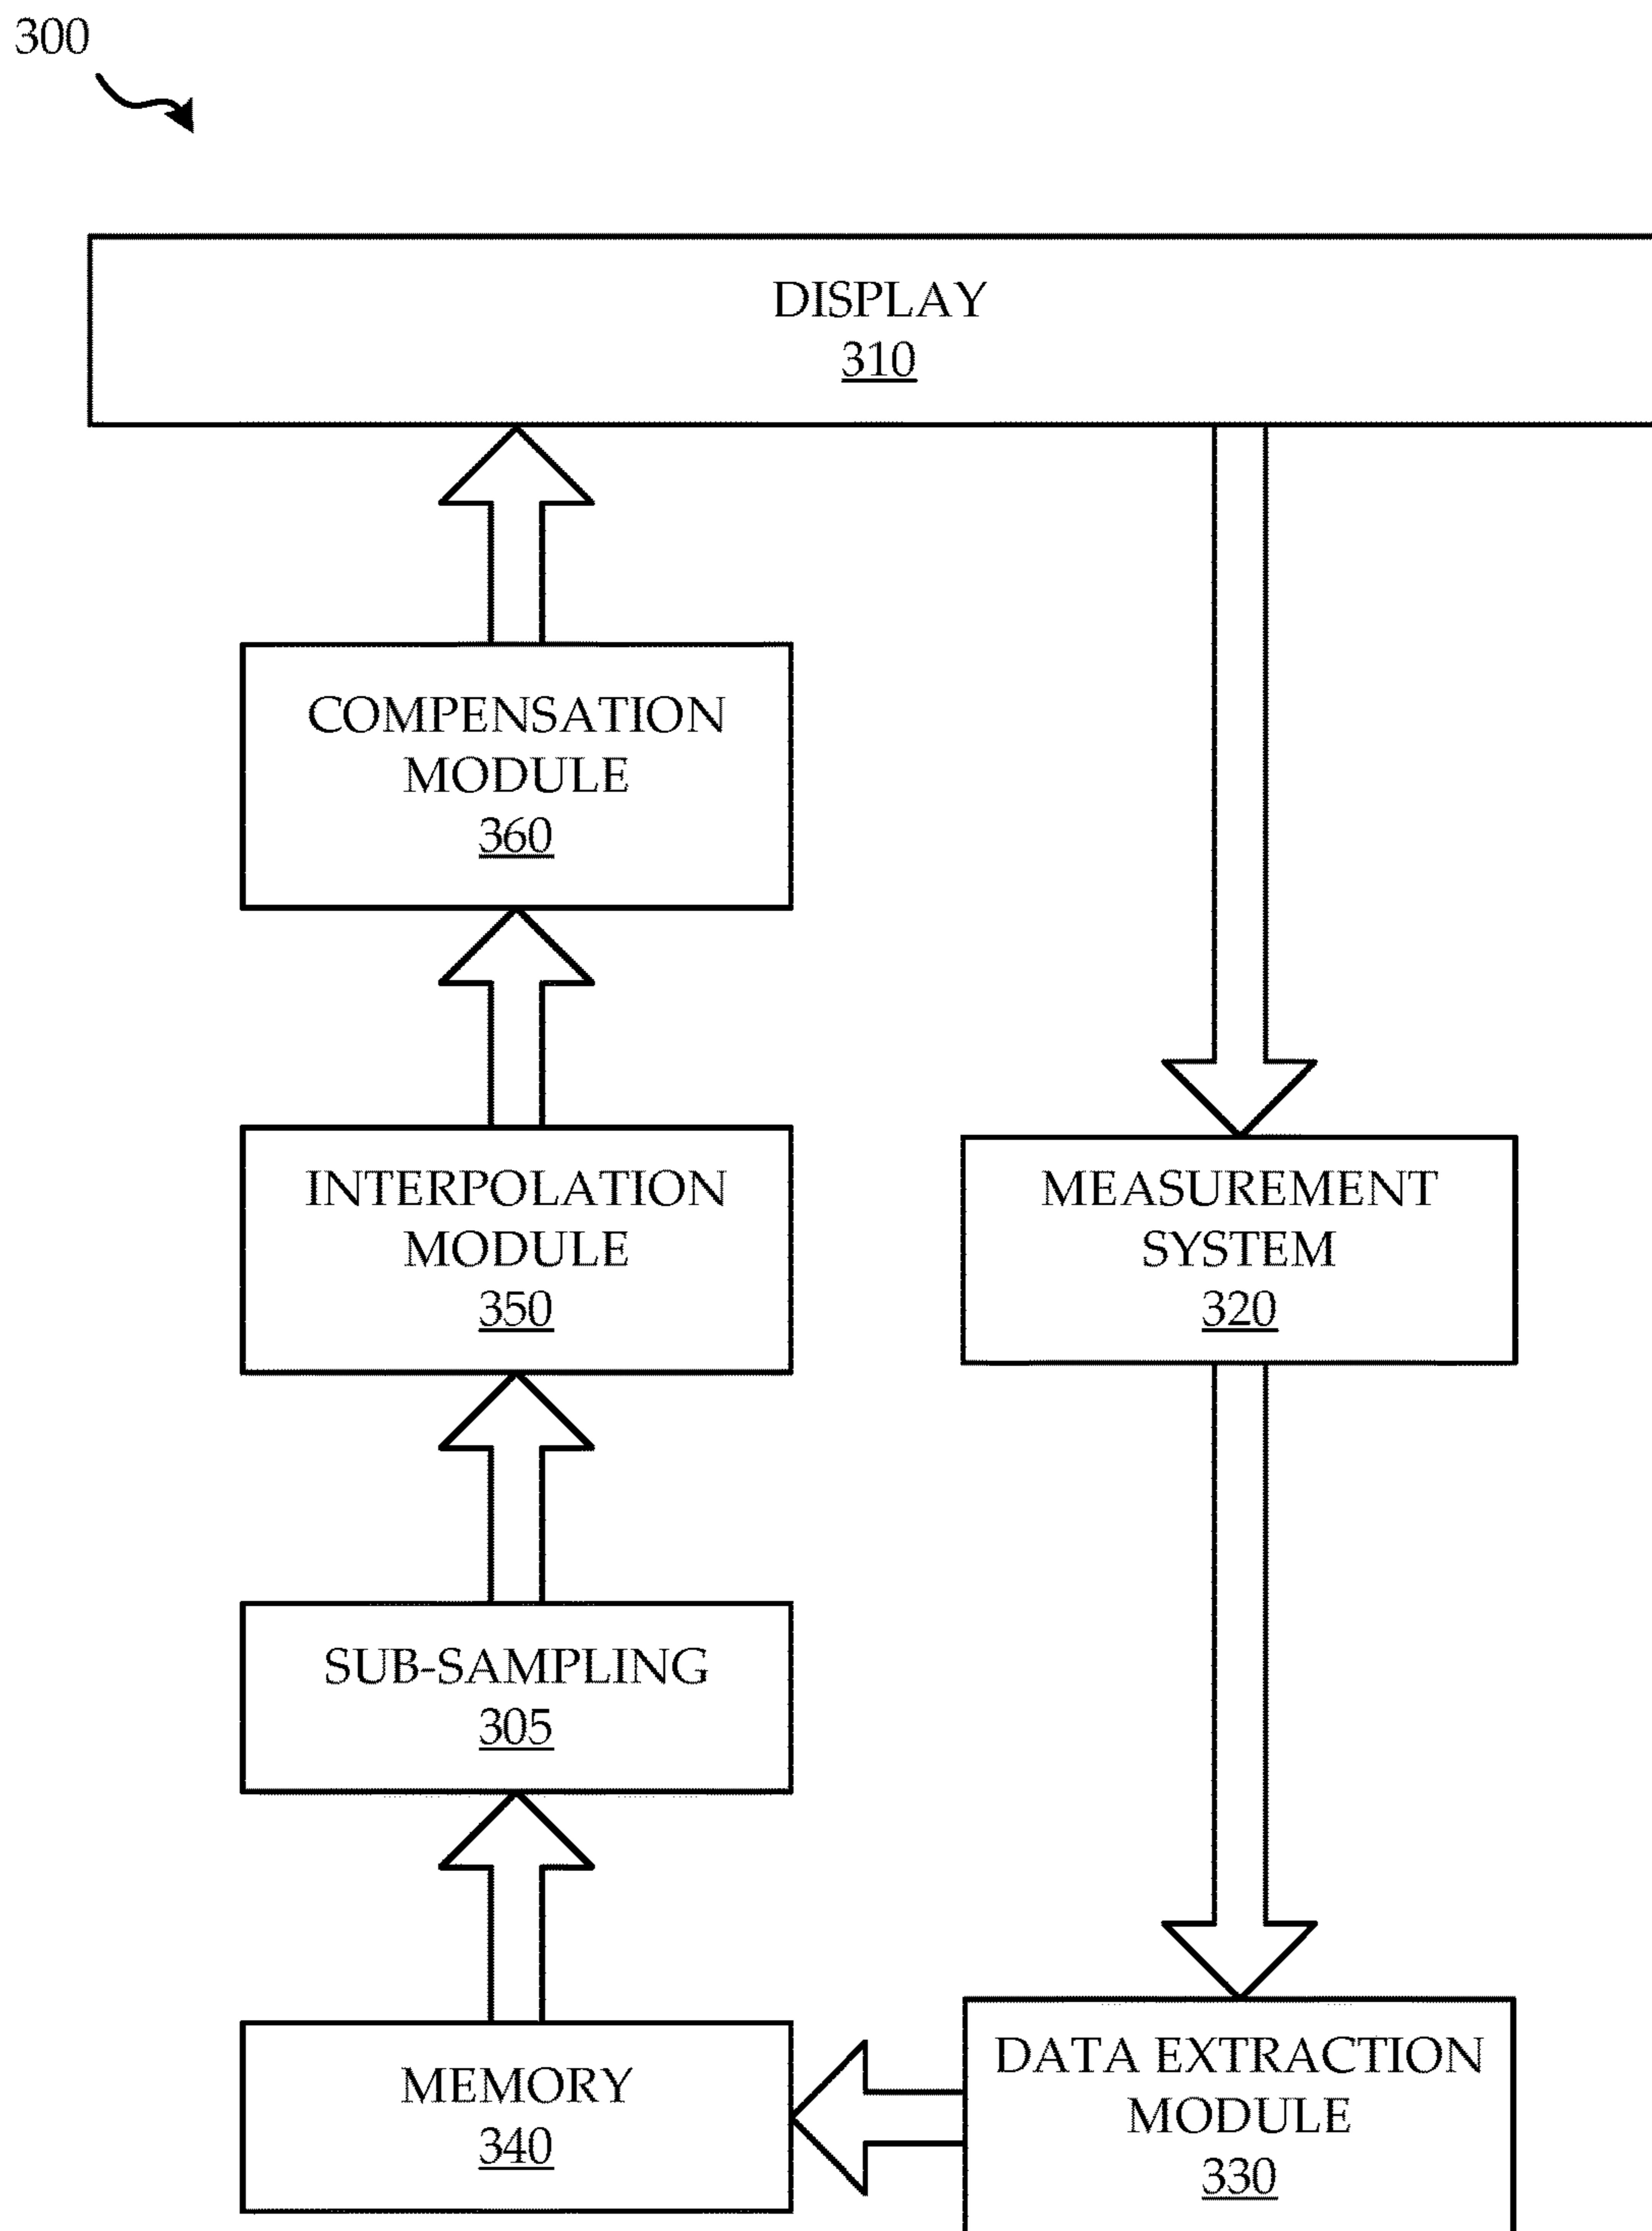 300
DISPLAY
310
COMPENSATION
MODULE
360
INTERPOLATION
MODULE
350
MEASUREMENT
SYSTEM
320
SUB-SAMPLING
305
MEMORY
340
DATA EXTRACTION
MODULE
330